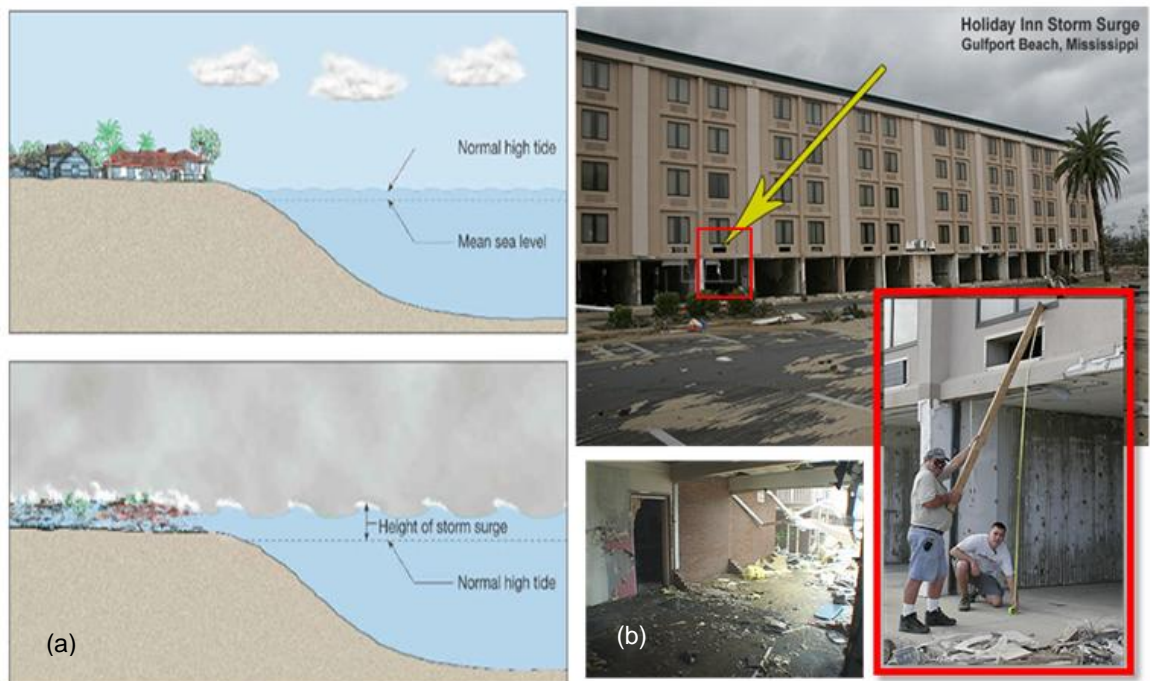 Normal high tide
Mean sea level
Height of storm surge
Normal high tide
(a)
Holiday Inn Storm Surge
Gulfport Beach, Mississippi
(b)